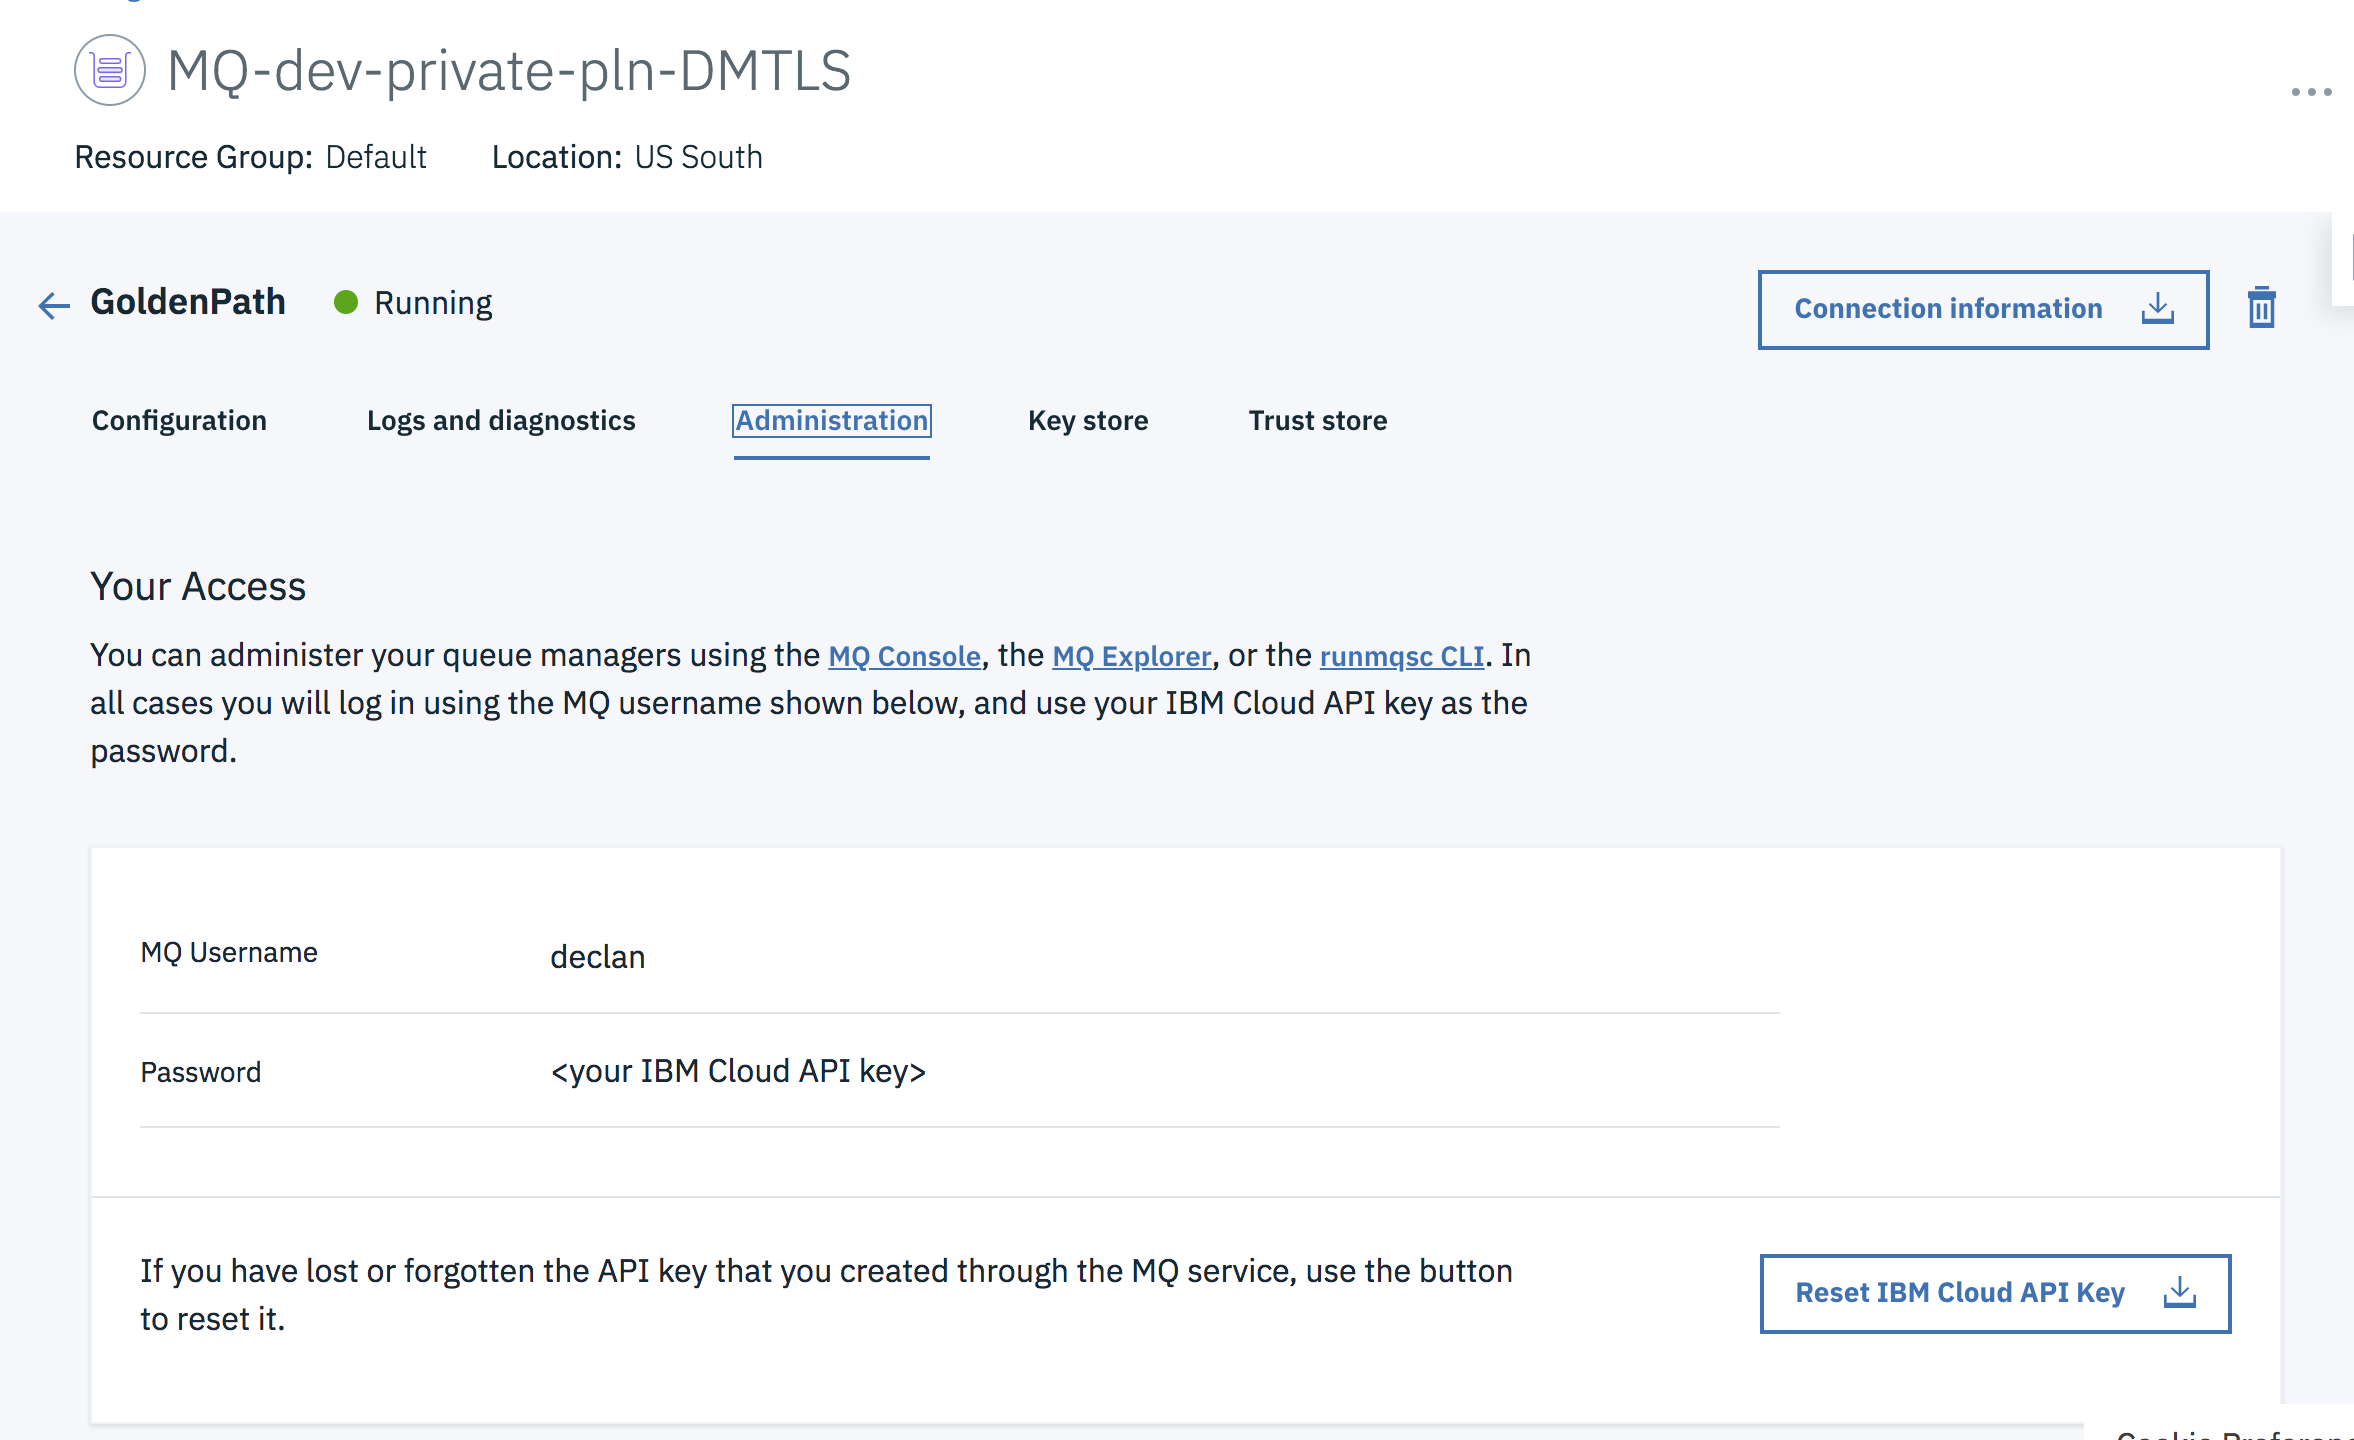 MQ-dev-private-pln-DMTLS
Resource Group: Default Location: US South
GoldenPath Running Connection information
Configuration Logs and diagnostics Administration Key store Trust store
Your Access
You can administer your queue managers using the MQ Console, the MQ Explorer, or the runmqsc CLI. In
all cases you will log in using the MQ username shown below, and use your IBM Cloud API key as the
password.
MQ Username declan
Password <your IBM Cloud API key>
If you have lost or forgotten the API key that you created through the MQ service, use the button
to reset it.
Reset IBM Cloud API Key